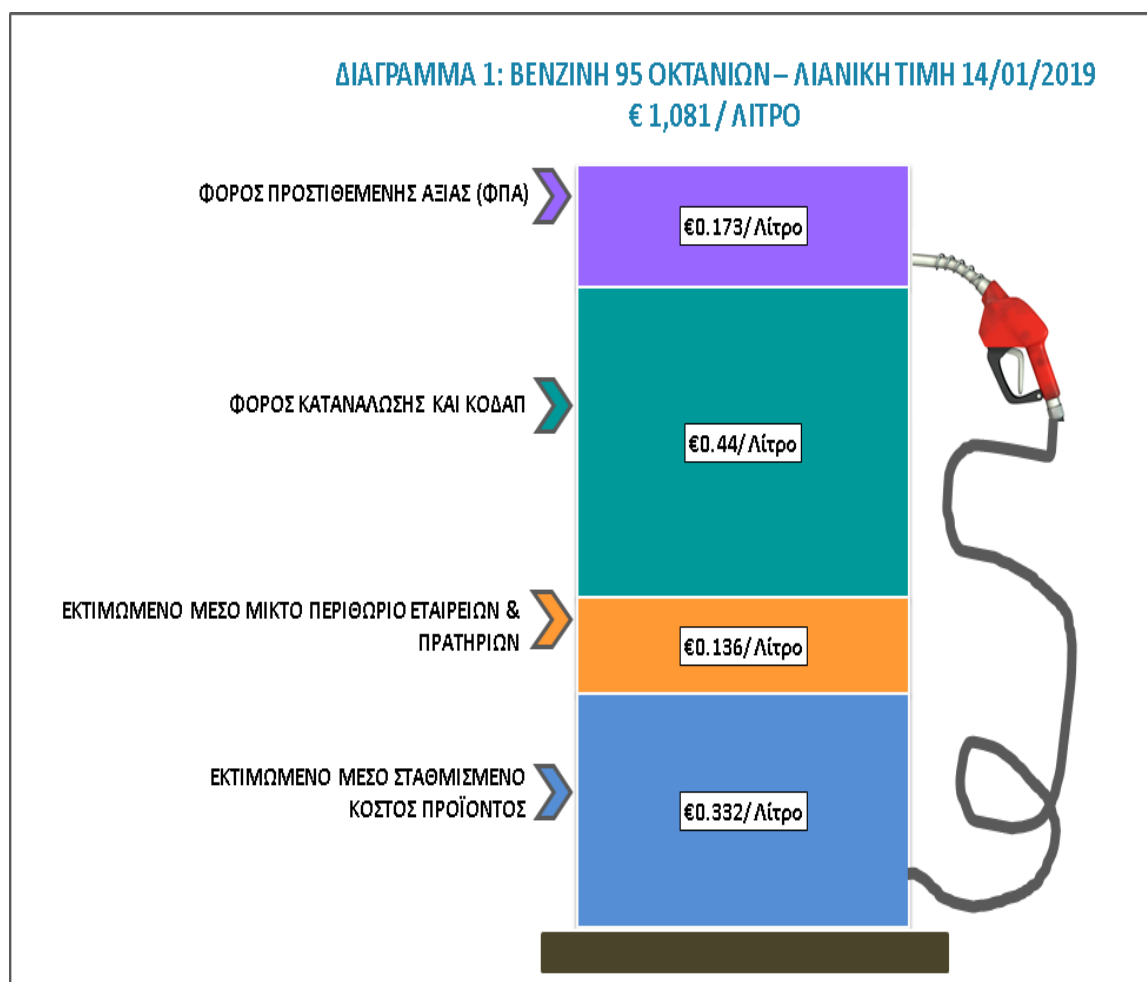 ΔΙΑΓΡΑΜΜΑ 1: ΒΕΝΖΙΝΗ 95 ΟΚΤΑΝΙΩΝ – ΛΙΑΝΙΚΗ ΤΙΜΗ 14/01/2019
€ 1,081 / ΛΙΤΡΟ
ΦΟΡΟΣ ΠΡΟΣΤΙΘΕΜΕΝΗΣ ΑΞΙΑΣ (ΦΠΑ)
€0.173/ Λίτρο
ΦΟΡΟΣ ΚΑΤΑΝΑΛΩΣΗΣ ΚΑΙ ΚΟΔΑΠ
€0.44/ Λίτρο
ΕΚΤΙΜΩΜΕΝΟ ΜΕΣΟ ΜΙΚΤΟ ΠΕΡΙΘΩΡΙΟ ΕΤΑΙΡΕΙΩΝ &
ΠΡΑΤΗΡΙΩΝ
€0.136/ Λίτρο
ΕΚΤΙΜΩΜΕΝΟ ΜΕΣΟ ΣΤΑΘΜΙΣΜΕΝΟ
ΚΟΣΤΟΣ ΠΡΟΪΟΝΤΟΣ
€0.332/ Λίτρο